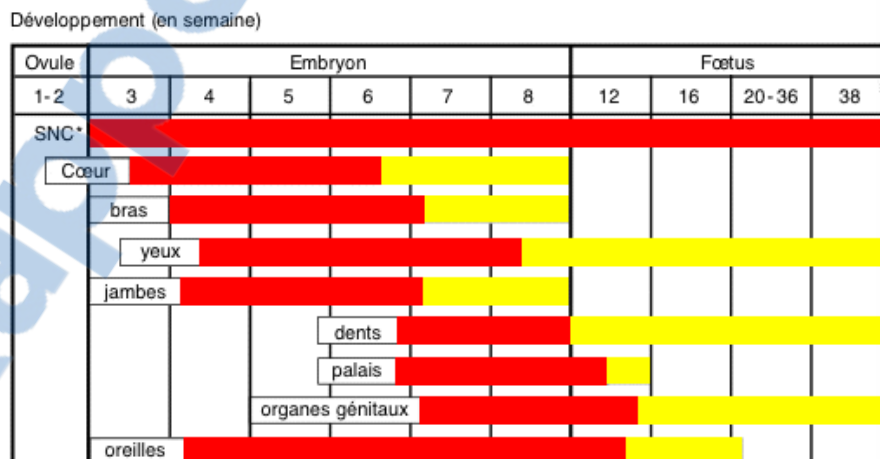 Développement (en semaine)
Ovule Embryon Fœtus
1-2 3 4 5 6 7 8 12 16 20-36 38
SNC*
Cœur
bras
yeux
jambes
dents
palais
organes génitaux
oreilles